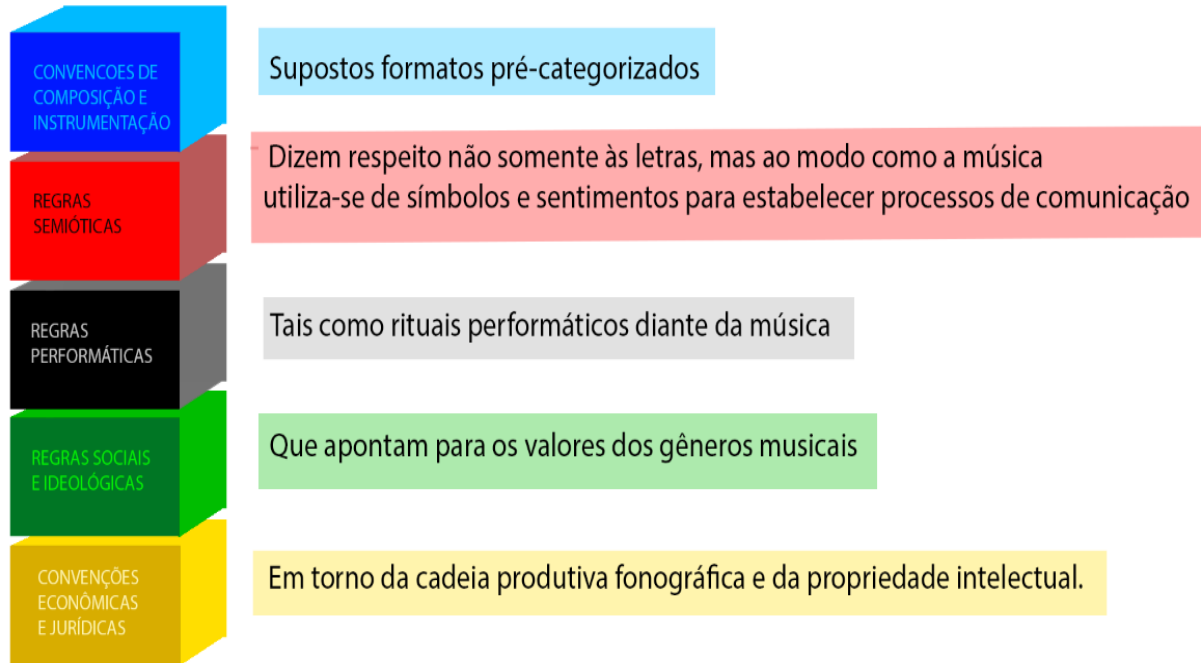 CONVENCOES DE
COMPOSIÇÃO E
INSTRUMENTAÇÃO
Supostos formatos pré-categorizados
REGRAS
SEMIÓTICAS
Dizem respeito não somente às letras, mas ao modo como a música
utiliza-se de símbolos e sentimentos para estabelecer processos de comunicação
REGRAS
PERFORMÁTICAS
Tais como rituais performáticos diante da música
REGRAS SOCIAIS
E IDEOLÓGICAS
Que apontam para os valores dos gêneros musicais
CONVENÇÕES
ECONÔMICAS
E JURÍDICAS
Em torno da cadeia produtiva fonográfica e da propriedade intelectual.